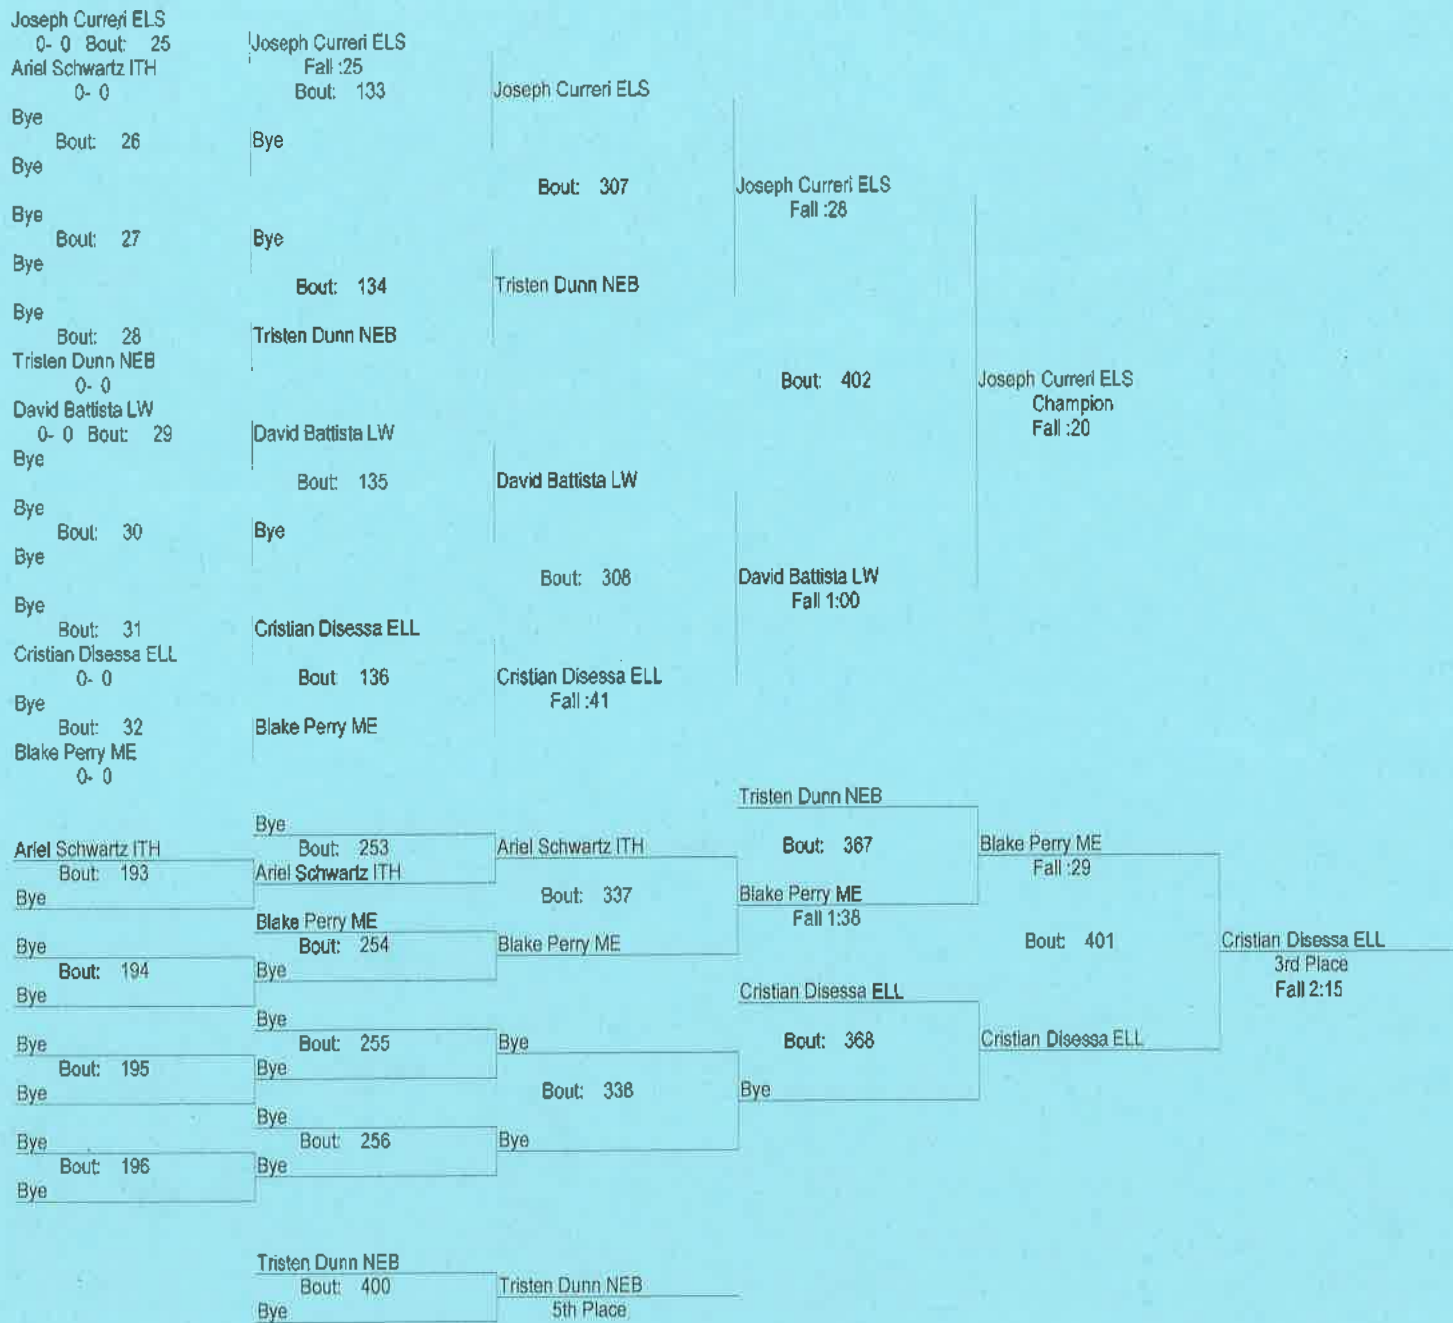 Joseph Curreri ELS
0- 0 Bout: 25
Ariel Schwartz ITH
0- 0
Bye
Bout: 26
Bye
Bye
Bout: 27
Bye
Bye
Bout: 28
Tristen Dunn NEB
0- 0
David Battista LW
0- 0 Bout: 29
Bye
Bye
Bout: 30
Bye
Bye
Bout: 31
Cristian Disessa ELL
0- 0
Bye
Bout: 32
Blake Perry ME
0- 0
Joseph Curreri ELS
Fall :25
Bout: 133
Bye
Bye
Bout: 134
Tristen Dunn NEB
David Battista LW
Bout: 135
Bye
Cristian Disessa ELL
Bout: 136
Blake Perry ME
Joseph Curreri ELS
Bout: 307
Tristen Dunn NEB
David Battista LW
Bout: 308
Cristian Disessa ELL
Fall :41
Joseph Curreri ELS
Fall :28
Bout: 402
David Battista LW
Fall 1:00
Joseph Curreri ELS
Champion
Fall :20
Ariel Schwartz ITH
Bout: 193
Bye
Bye
Bout: 194
Bye
Bye
Bout: 195
Bye
Bye
Bout: 196
Bye
Bye
Bout: 253
Ariel Schwartz ITH
Blake Perry ME
Bout: 254
Bye
Bye
Bout: 255
Bye
Bye
Bout: 256
Bye
Ariel Schwartz ITH
Bout: 337
Blake Perry ME
Bye
Bout: 338
Bye
Tristen Dunn NEB
Bout: 367
Blake Perry ME
Fall 1:38
Cristian Disessa ELL
Bout: 368
Bye
Blake Perry ME
Fall :29
Bout: 401
Cristian Disessa ELL
Cristian Disessa ELL
3rd Place
Fall 2:15
Tristen Dunn NEB
Bout: 400
Bye
Tristen Dunn NEB
5th Place